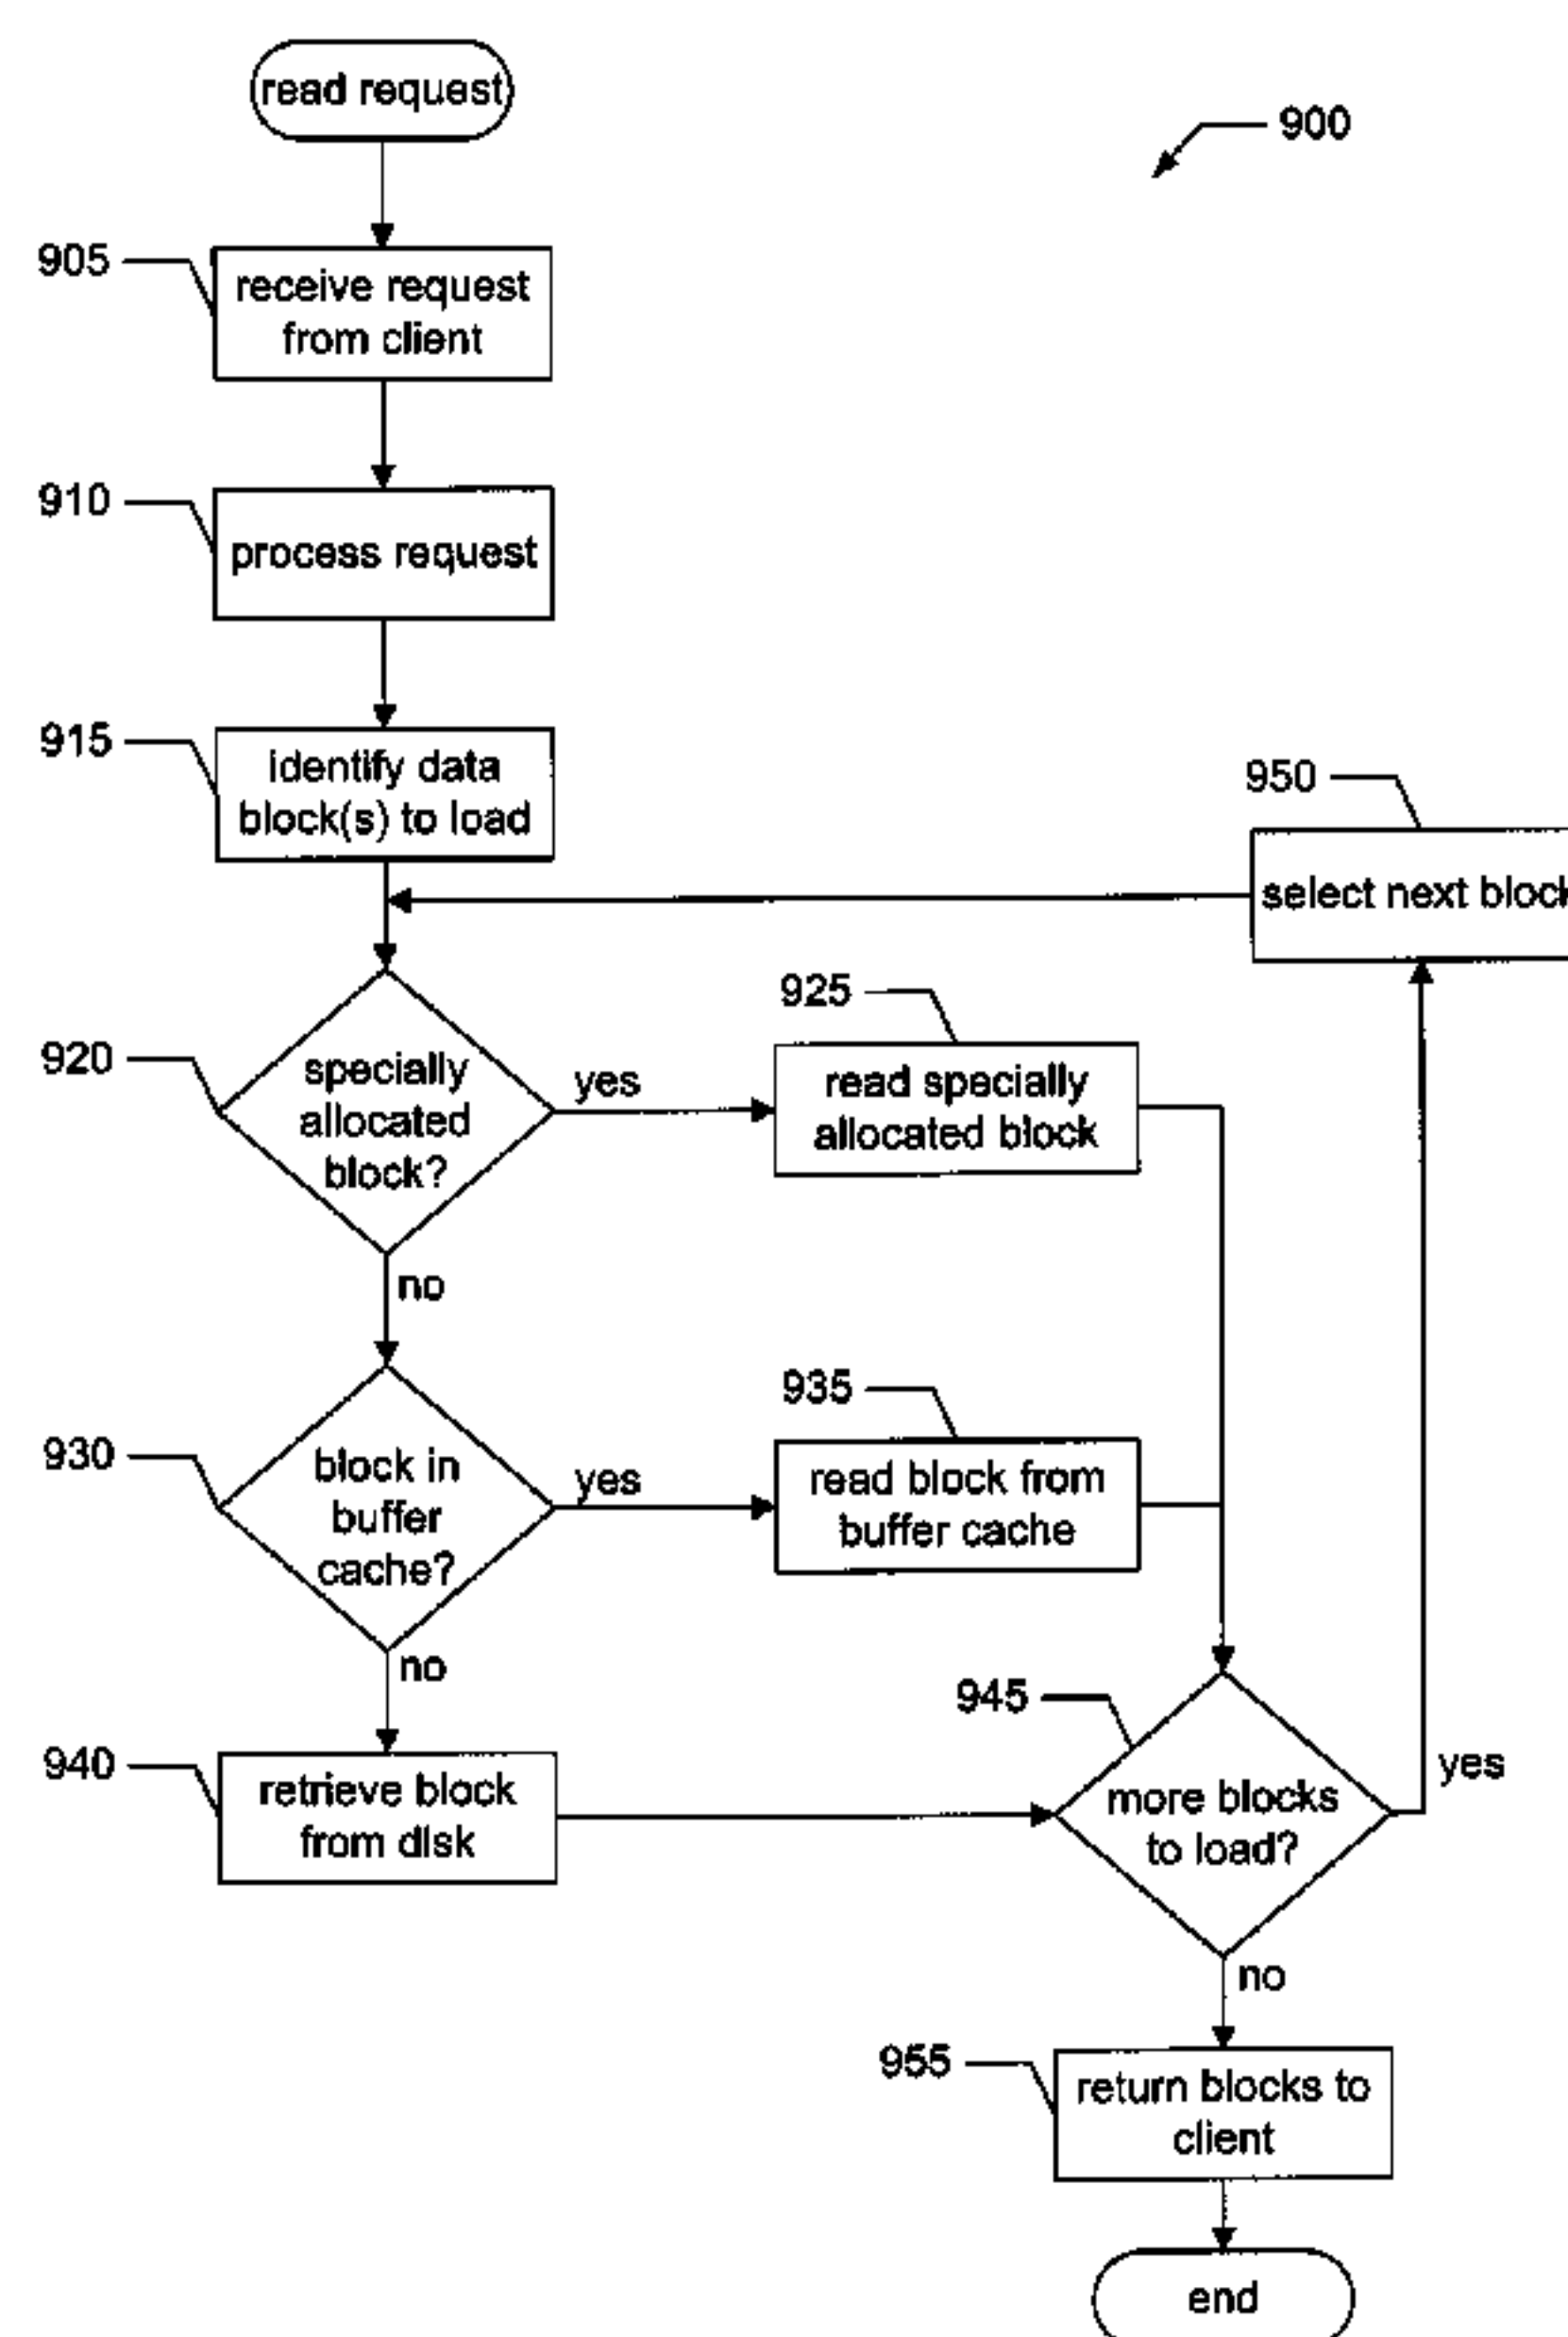 read request
900
905
receive request
from client
910
process request
915
identify data
block(s) to load
950
select next block
920
specially
allocated
block?
yes
925
read specially
allocated block
no
930
block in
buffer
cache?
yes
935
read block from
buffer cache
no
940
retrieve block
from disk
945
more blocks
to load?
yes
no
955
return blocks to
client
end